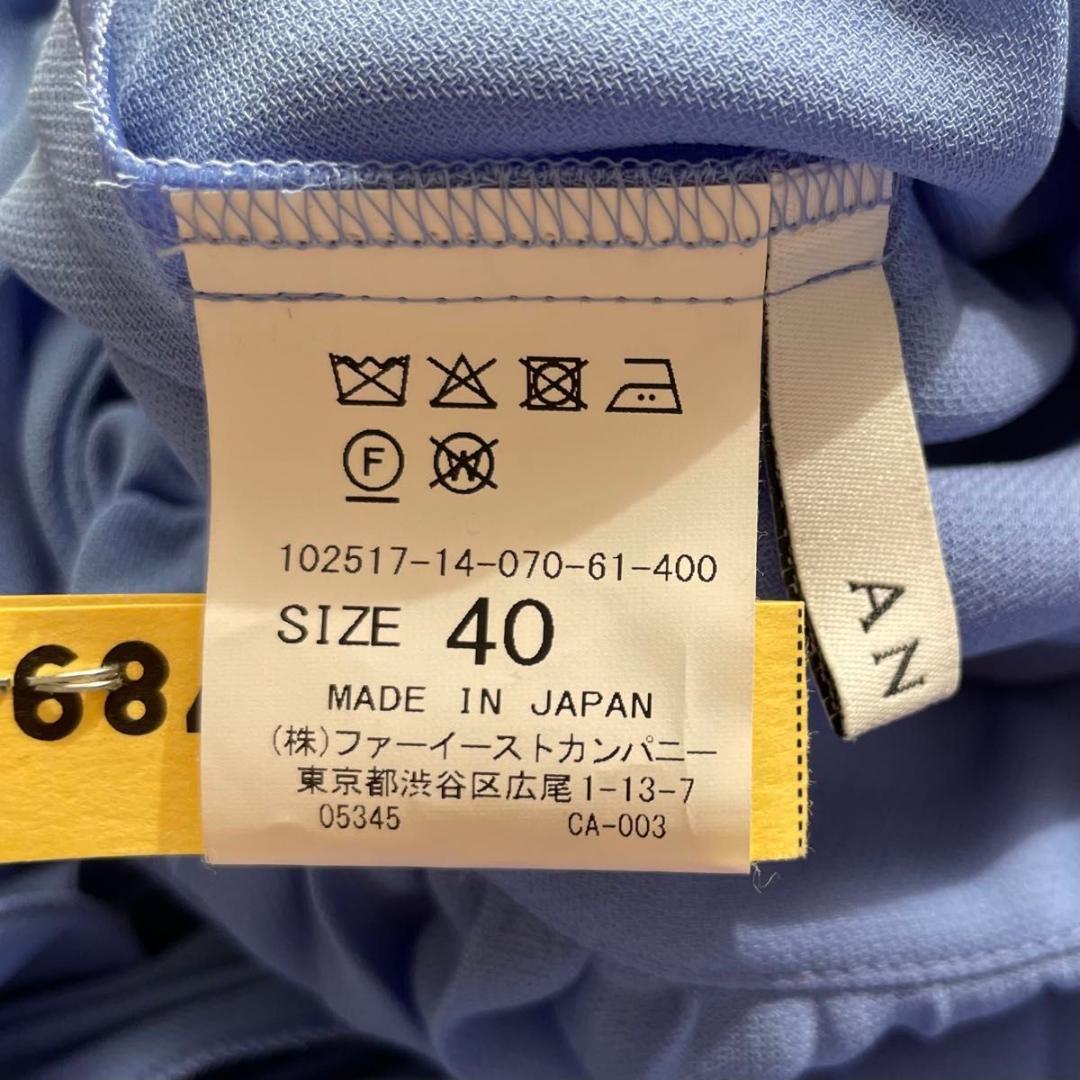 F
W
102517-14-070-61-400
SIZE 40
MADE IN JAPAN
(株)ファーイーストカンパニー
東京都渋谷区広尾1-13-7
05345 CA-003
68
AN